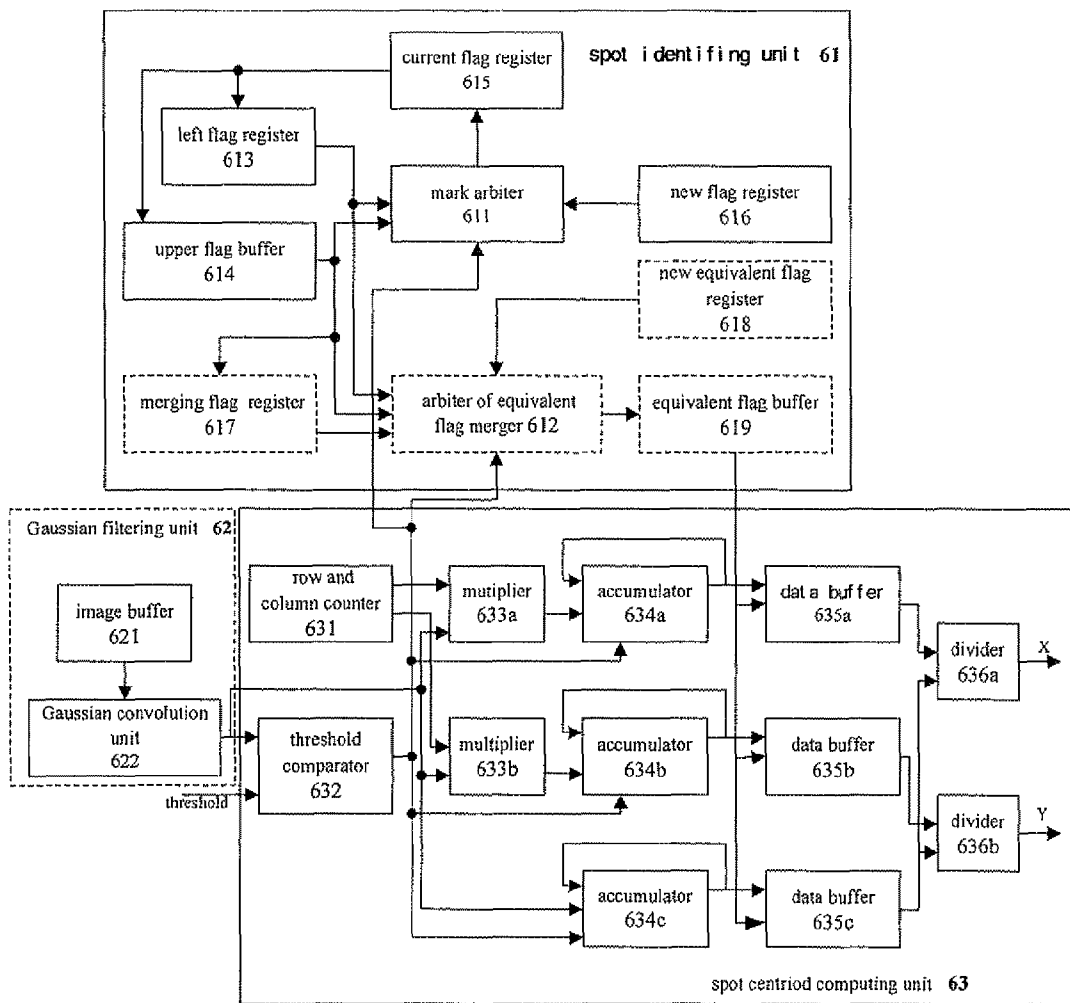 current flag register
615
spot identifing unit 61
left flag register
613
mark arbiter
611
new flag register
616
upper flag buffer
614
new equivalent flag
register
618
merging flag register
617
arbiter of equivalent
flag merger 612
equivalent flag buffer
619
Gaussian filtering unit 62
image buffer
621
Gaussian convolution
unit
622
threshold
row and
column counter
631
mutiplier
633a
accumulator
634a
data buffer
635a
divider
636a
X
threshold
comparator
632
multiplier
633b
accumulator
634b
data buffer
635b
divider
636b
Y
accumulator
634c
data buffer
635c
spot centriod computing unit 63